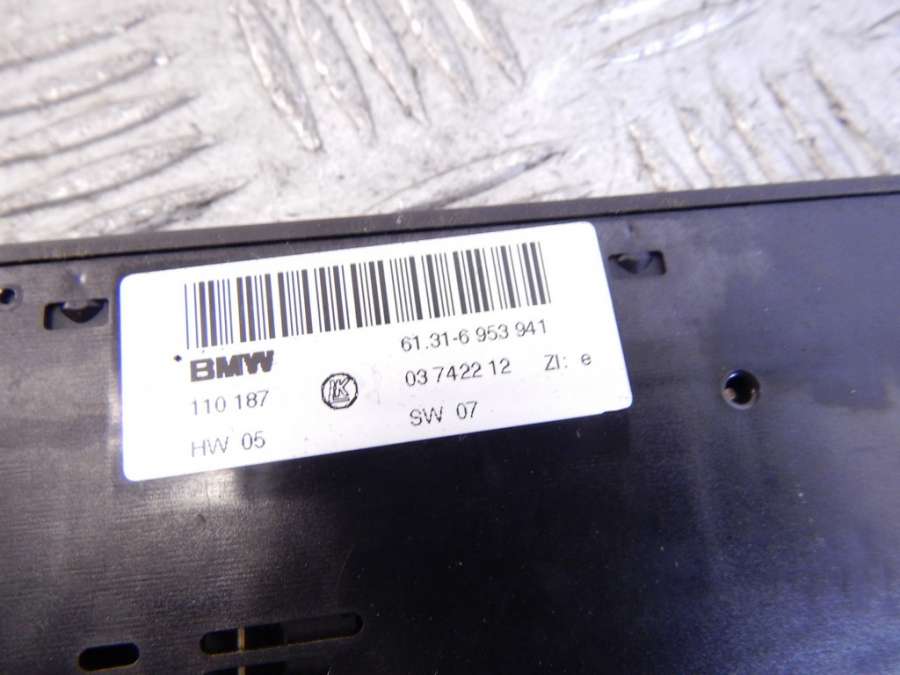 61.31-6 953 941
BMW
110 187
K
03 7422 12 ZI: e
HW 05
SW 07